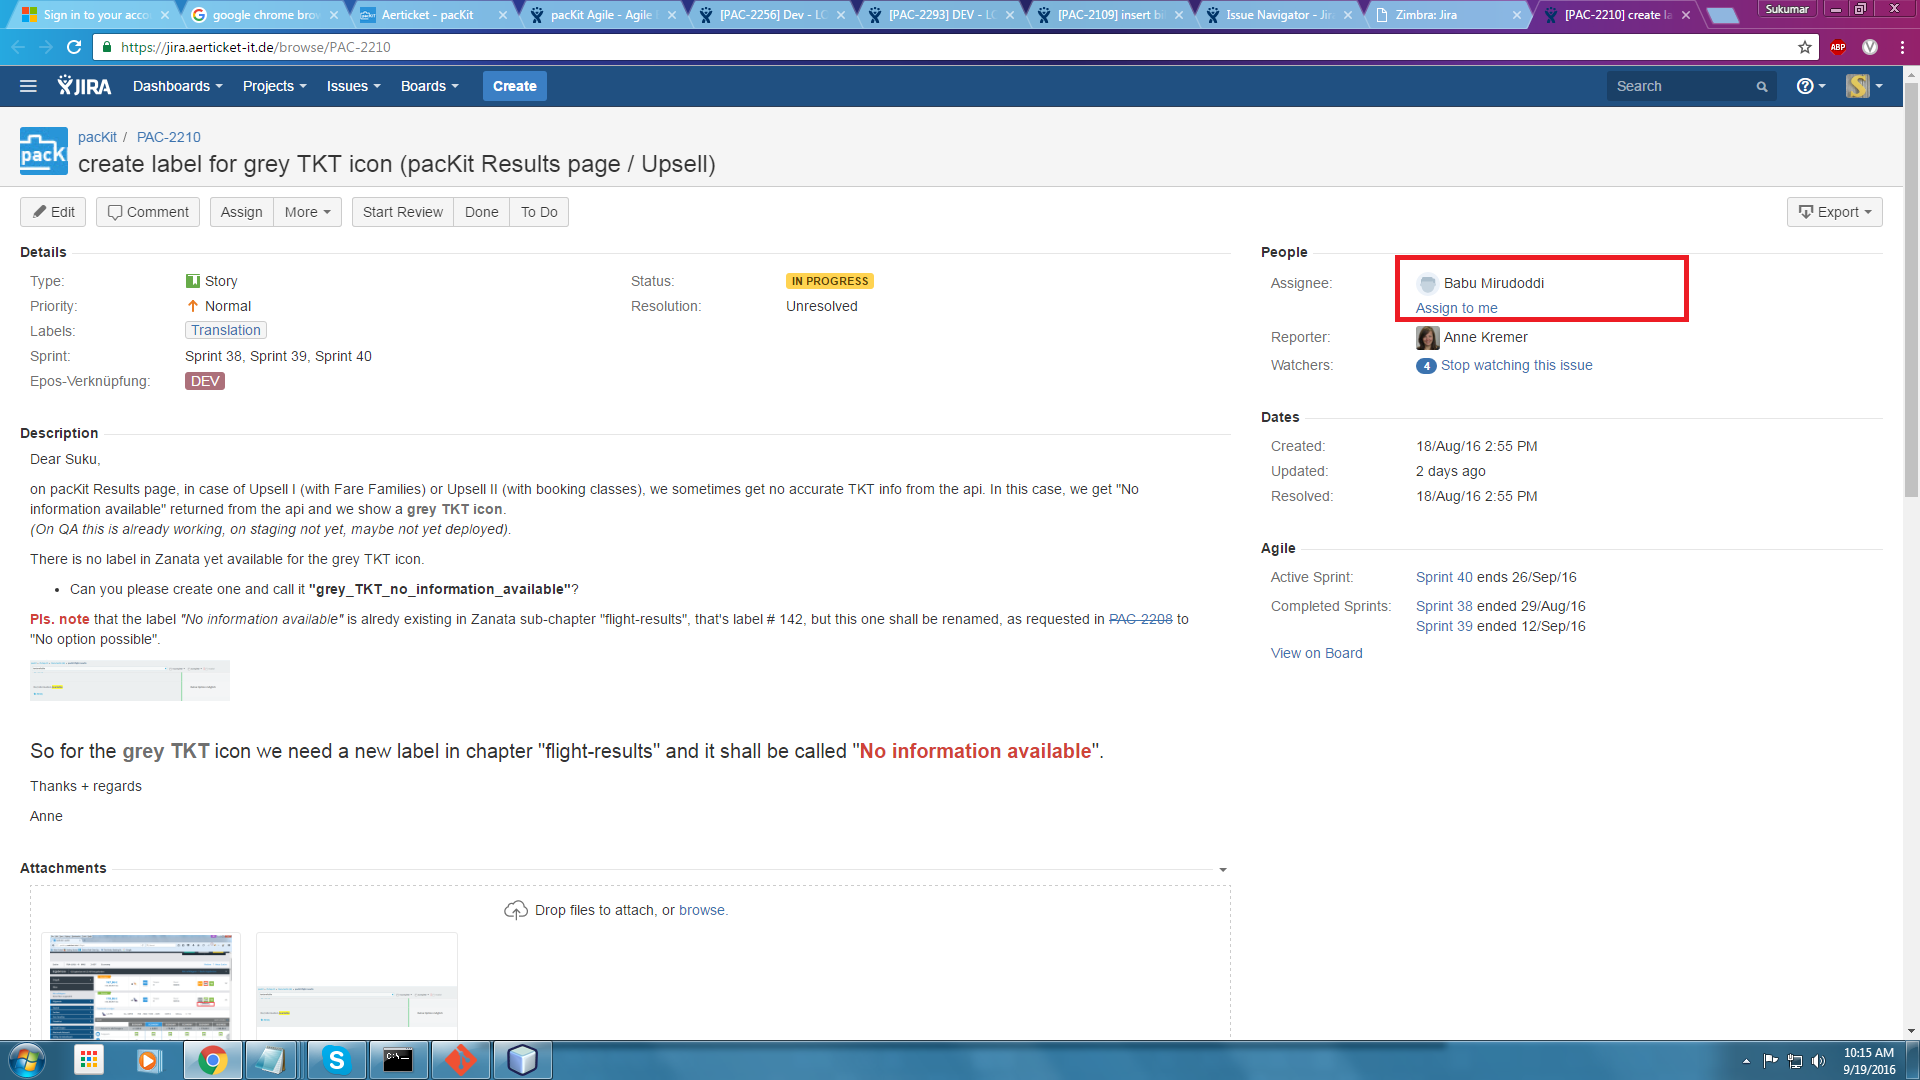 Sign in to your acco
google chrome brow
Aerticket - pacKit
pacKit Agile - Agile
[PAC-2256] Dev - LO
[PAC-2293] DEV - LO
[PAC-2109] insert bi
Issue Navigator - Jir
Zimbra: Jira
[PAC-2210] create la
Sukumar
https://jira.aerticket-it.de/browse/PAC-2210
ABP
JIRA Dashboards Projects Issues Boards Create Search
pacKit / PAC-2210
create label for grey TKT icon (pacKit Results page / Upsell)
Edit Comment Assign More Start Review Done To Do Export
Details
Type: Story
Priority: Normal
Labels: Translation
Sprint: Sprint 38, Sprint 39, Sprint 40
Epos-Verknüpfung: DEV
Status: IN PROGRESS
Resolution: Unresolved
Description
Dear Suku,
on pacKit Results page, in case of Upsell I (with Fare Families) or Upsell II (with booking classes), we sometimes get no accurate TKT info from the api. In this case, we get "No
information available" returned from the api and we show a grey TKT icon.
(On QA this is already working, on staging not yet, maybe not yet deployed).
There is no label in Zanata yet available for the grey TKT icon.
• Can you please create one and call it "grey_TKT_no_information_available"?
Pls. note that the label "No information available" is alredy existing in Zanata sub-chapter "flight-results", that's label # 142, but this one shall be renamed, as requested in PAC-2208 to
"No option possible".
So for the grey TKT icon we need a new label in chapter "flight-results" and it shall be called "No information available".
Thanks + regards
Anne
Attachments
Drop files to attach, or browse.
People
Assignee: Babu Mirudoddi
Assign to me
Reporter: Anne Kremer
Watchers: 4 Stop watching this issue
Dates
Created: 18/Aug/16 2:55 PM
Updated: 2 days ago
Resolved: 18/Aug/16 2:55 PM
Agile
Active Sprint: Sprint 40 ends 26/Sep/16
Completed Sprints: Sprint 38 ended 29/Aug/16
Sprint 39 ended 12/Sep/16
View on Board
10:15 AM
9/19/2016